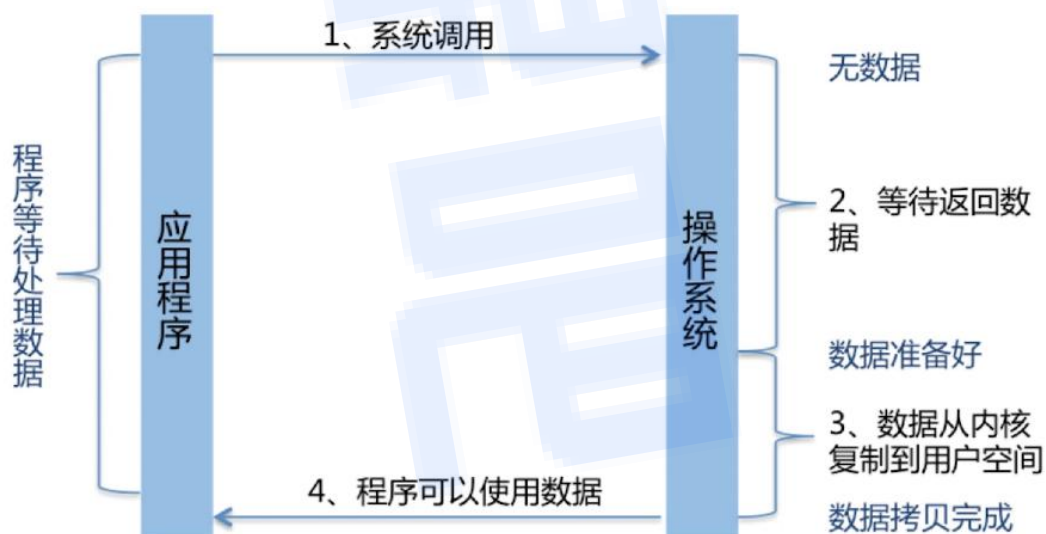 1、系统调用
无数据
程序等待处理数据
应用程序
操作系统
2、等待返回数
据
数据准备好
3、数据从内核
复制到用户空间
4、程序可以使用数据
数据拷贝完成